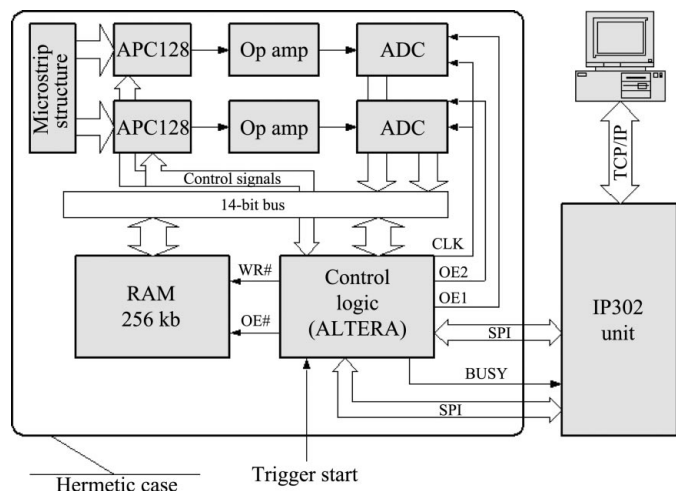 Microstrip
structure
APC128
Op amp
ADC
APC128
Op amp
ADC
Control signals
14-bit bus
CLK
OE2
OE1
WR#
OE#
RAM
256 kb
Control
logic
(ALTERA)
SPI
BUSY
SPI
TCP/IP
IP302
unit
Trigger start
Hermetic case